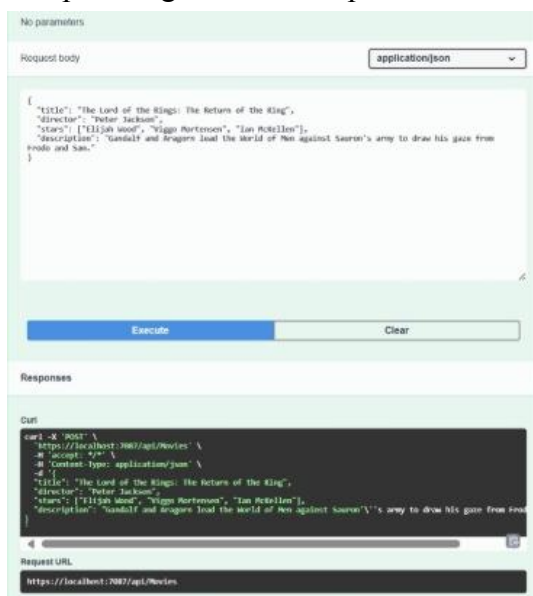 No parameters
Request body
application/json
{
"title": "The Lord of the Rings: The Return of the King",
"director": "Peter Jackson",
"stars": ["Elijah Wood", "Viggo Mortensen", "Ian McKellen"],
"description": "Gandalf and Aragorn lead the World of Men against Sauron's army to draw his gaze from
Frodo and Sam."
}
Execute
Clear
Responses
Curl
curl -X 'POST' \
'https://localhost:7087/api/Movies' \
-H 'accept: */*' \
-H 'Content-Type: application/json' \
-d '{
"title": "The Lord of the Rings: The Return of the King",
"director": "Peter Jackson",
"stars": ["Elijah Wood", "Viggo Mortensen", "Ian McKellen"],
"description": "Gandalf and Aragorn lead the World of Men against Sauron'\''s army to draw his gaze from Frod
}
Request URL
https://localhost:7087/api/Movies